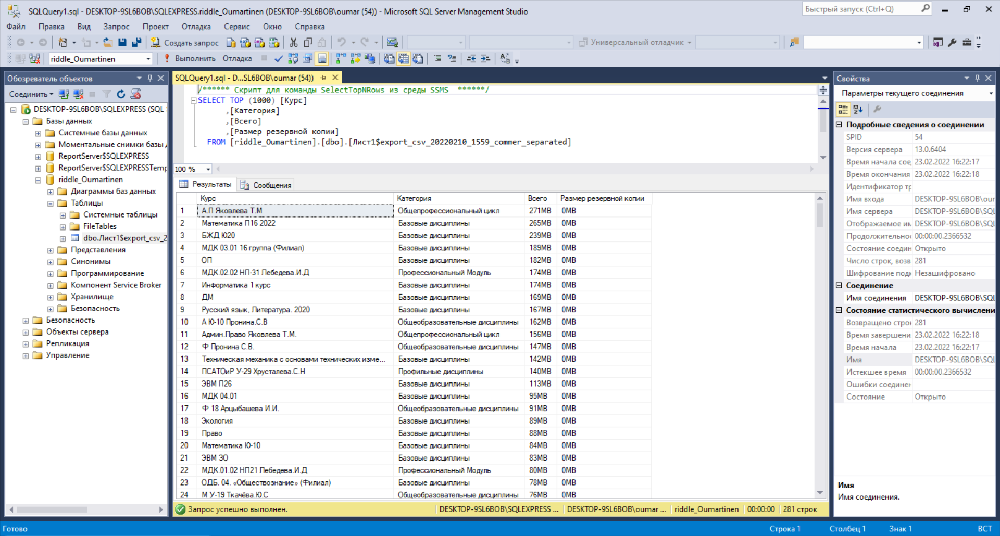 SQLQuery1.sql - DESKTOP-9SL6BOB\SQLEXPRESS.riddle_Oumartinen (DESKTOP-9SL6BOB\oumar (54)) - Microsoft SQL Server Management Studio
Быстрый запуск (Ctrl+Q)
Файл Правка Вид Запрос Проект Отладка Сервис Окно Справка
Создать запрос
Универсальный отладчик
riddle_Oumartinen
Выполнить Отладка
Обозреватель объектов
Соединить
DESKTOP-9SL6BOB\SQLEXPRESS (SQL
Базы данных
Системные базы данных
Моментальные снимки базы
ReportServer$SQLEXPRESS
ReportServer$SQLEXPRESSTemp
riddle_Oumartinen
Диаграммы баз данных
Таблицы
Системные таблицы
FileTables
dbo.Лист1$export_csv_2
Представления
Синонимы
Программирование
Компонент Service Broker
Хранилище
Безопасность
Безопасность
Объекты сервера
Репликация
Управление
SQLQuery1.sql - D...SL6BOB\oumar (54))
/****** Скрипт для команды SelectTopNRows из среды SSMS ******/
SELECT TOP (1000) [Курс]
,[Категория]
,[Всего]
,[Размер резервной копии]
FROM [riddle_Oumartinen].[dbo].[Лист1$export_csv_20220210_1559_commer_separated]
100 %
Результаты Сообщения
Курс Категория Всего Размер резервной копии
1 А.П Яковлева Т.М Общепрофессиональный цикл 271MB 0MB
2 Математика П16 2022 Базовые дисциплины 265MB 0MB
3 БЖД Ю20 Базовые дисциплины 239MB 0MB
4 МДК 03.01 16 группа (Филиал) Базовые дисциплины 189MB 0MB
5 ОП Базовые дисциплины 182MB 0MB
6 МДК.02.02 НП-31 Лебедева.И.Д Профессиональный Модуль 174MB 0MB
7 Информатика 1 курс Базовые дисциплины 174MB 0MB
8 ДМ Базовые дисциплины 169MB 0MB
9 Русский язык, Литература. 2020 Базовые дисциплины 167MB 0MB
10 А Ю-10 Пронина.С.В Общеобразовательные дисциплины 162MB 0MB
11 Админ.Право Яковлева Т.М. Общепрофессиональный цикл 156MB 0MB
12 Ф Пронина С.В. Общеобразовательные дисциплины 147MB 0MB
13 Техническая механика с основами технических изме... Базовые дисциплины 142MB 0MB
14 ПСАТОиР У-29 Хрусталева.С.Н Профильные дисциплины 140MB 0MB
15 ЭВМ П26 Базовые дисциплины 113MB 0MB
16 МДК 04.01 Базовые дисциплины 95MB 0MB
17 Ф 18 Арцыбашева И.И. Общеобразовательные дисциплины 91MB 0MB
18 Экология Базовые дисциплины 89MB 0MB
19 Право Базовые дисциплины 88MB 0MB
20 Математика Ю-10 Базовые дисциплины 84MB 0MB
21 ЭВМ ЗО Базовые дисциплины 83MB 0MB
22 МДК.01.02 НП21 Лебедева.И.Д Профессиональный Модуль 80MB 0MB
23 ОДБ. 04. «Обществознание» (Филиал) Базовые дисциплины 78MB 0MB
24 М У-19 Ткачёва.Ю.С Общеобразовательные дисциплины 76MB 0MB
Запрос успешно выполнен. DESKTOP-9SL6BOB\SQLEXPRESS ... DESKTOP-9SL6BOB\oumar ... riddle_Oumartinen 00:00:00 281 строк
Свойства
Параметры текущего соединения
Подробные сведения о соединении
SPID 54
Версия сервера 13.0.6404
Время начала сое 23.02.2022 16:22:17
Время окончания 23.02.2022 16:22:18
Идентификатор тр
Имя входа DESKTOP-9SL6BOB\our
Имя сервера DESKTOP-9SL6BOB\SQL
Отображаемое им DESKTOP-9SL6BOB\SQL
Продолжительнос 00:00:00.2366532
Состояние соедин Открыто
Число строк, возв 281
Шифрование подк Незашифровано
Соединение
Имя соединения DESKTOP-9SL6BOB\SQL
Состояние статистического вычислени
Возвращено строк 281
Время завершени 23.02.2022 16:22:18
Время начала 23.02.2022 16:22:17
Имя DESKTOP-9SL6BOB\SQL
Истекшее время 00:00:00.2366532
Ошибки соединен
Состояние Открыто
Имя
Имя соединения.
Готово Строка 1 Столбец 1 Знак 1 ВСТ